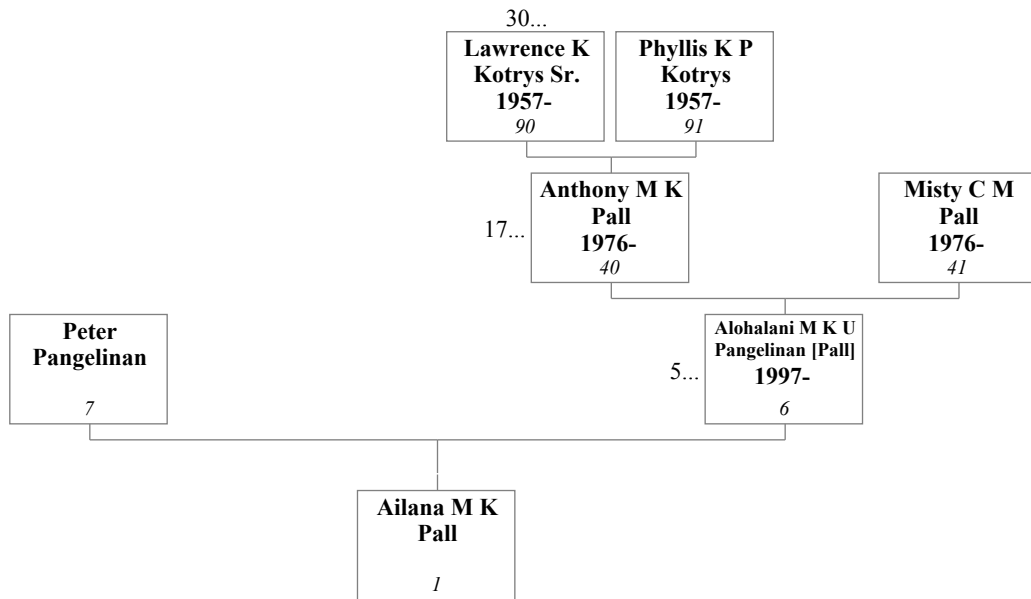 30...
Lawrence K
Kotrys Sr.
1957-
90
Phyllis K P
Kotrys
1957-
91
17...
Anthony M K
Pall
1976-
40
Misty C M
Pall
1976-
41
Peter
Pangelinan
7
5...
Alohalani M K U
Pangelinan [Pall]
1997-
6
Ailana M K
Pall
1